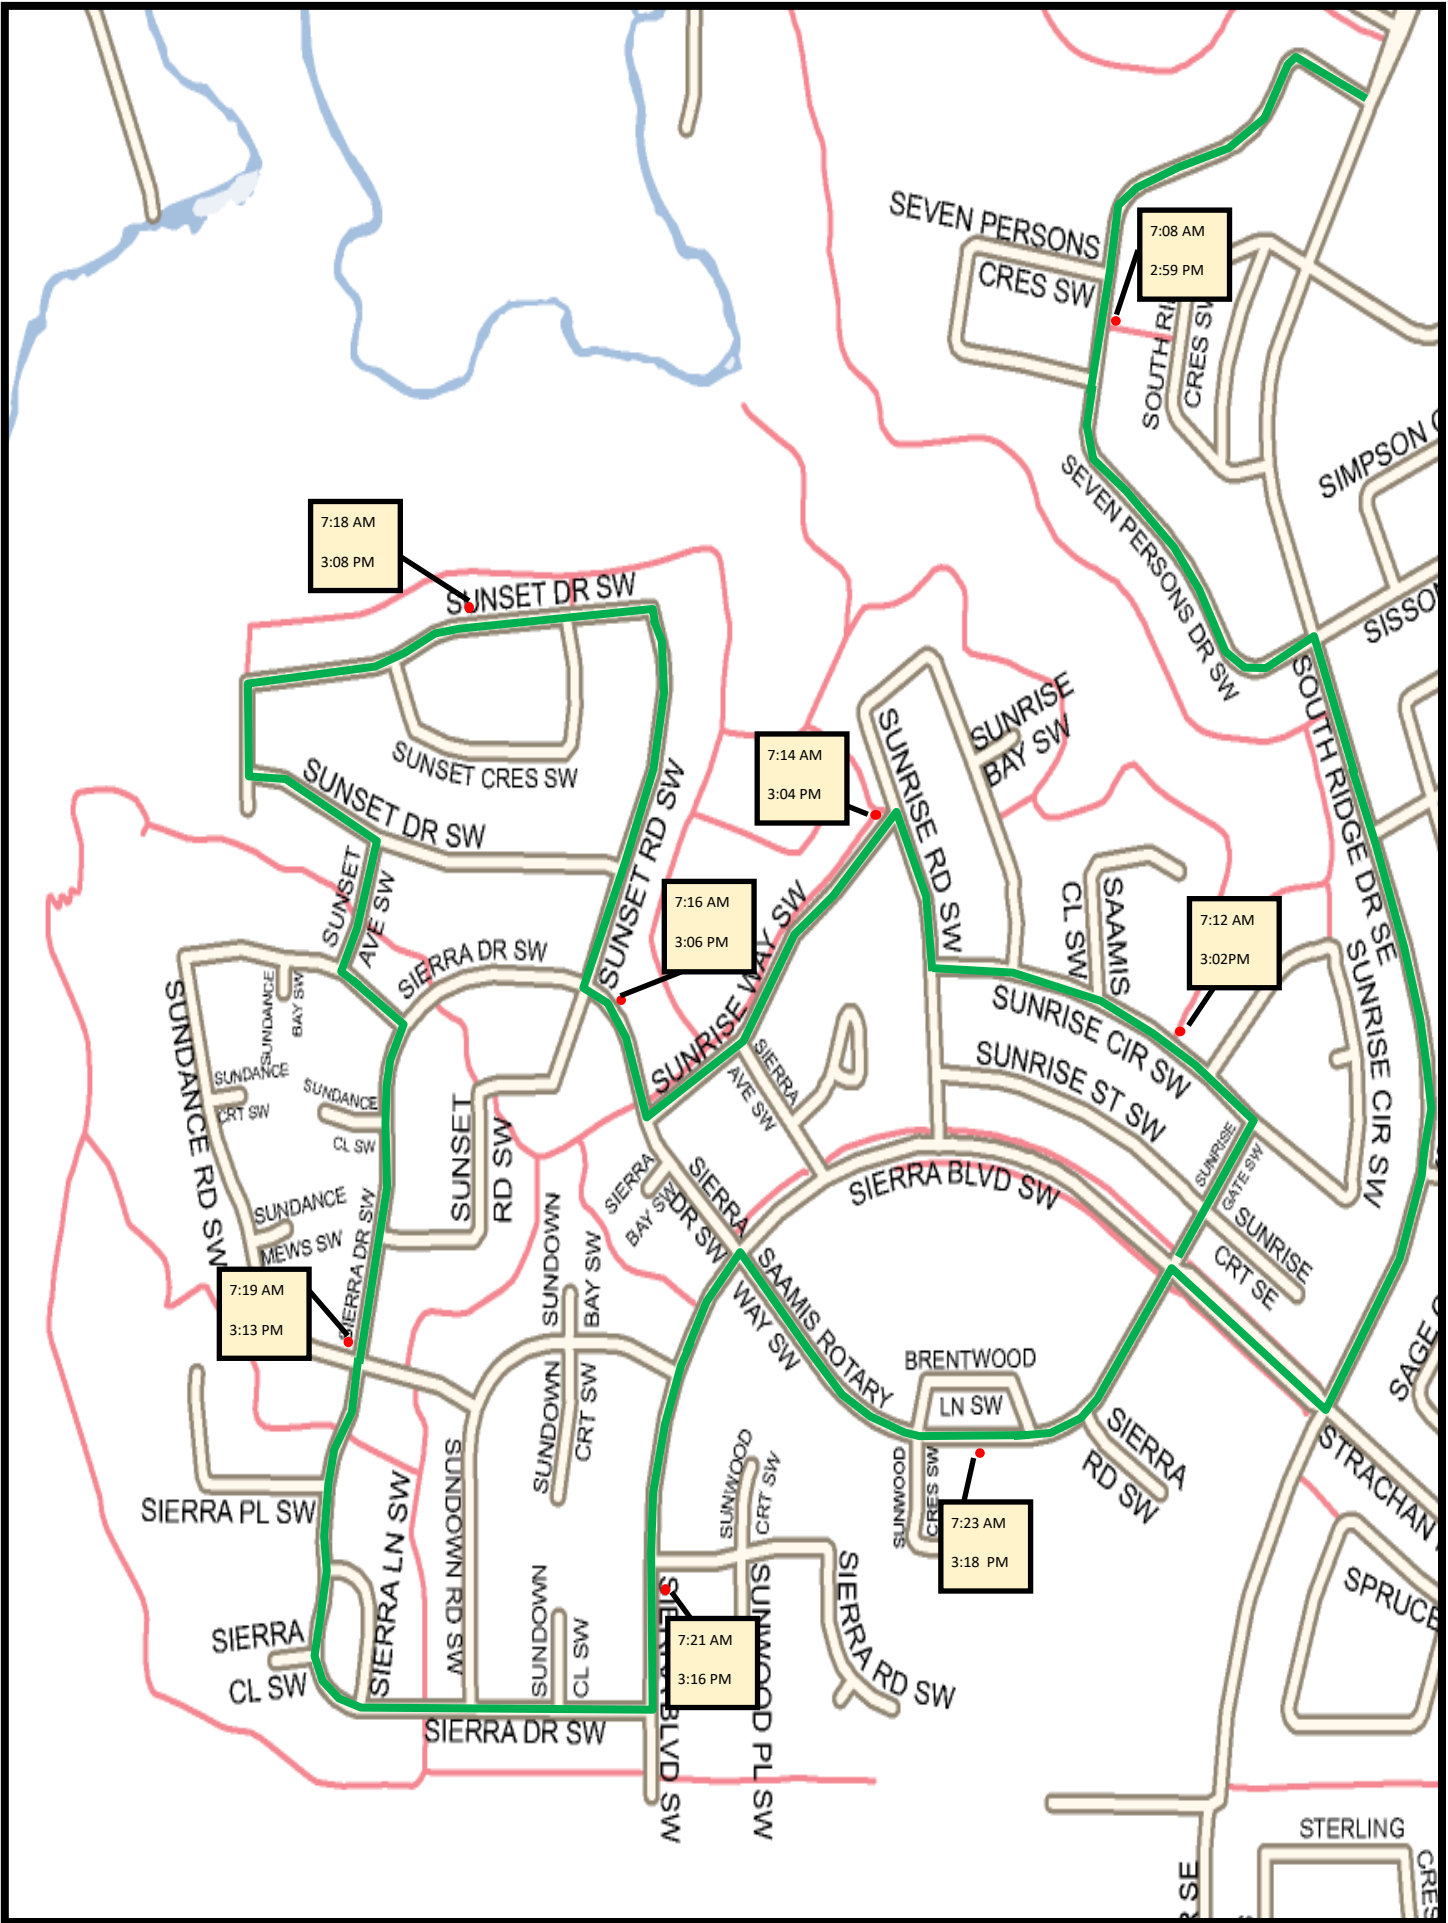 SEVEN PERSONS
CRES SW
7:08 AM
2:59 PM
SOUTH RI
CRES SW
SIMPSON
SEVEN PERSONS DR SW
SISSON
7:18 AM
3:08 PM
SUNSET DR SW
SUNSET CRES SW
SUNSET DR SW
SUNSET RD SW
SUNSET
AVE SW
7:14 AM
3:04 PM
SUNRISE RD SW
SUNRISE
BAY SW
SOUTH RIDGE DR SE
7:16 AM
3:06 PM
SUNRISE WAY SW
SAAMIS
CL SW
7:12 AM
3:02PM
SUNRISE CIR SW
SUNRISE CIR SW
SUNRISE ST SW
SIERRA DR SW
SUNDANCE RD SW
SUNDANCE
BAY SW
SUNDANCE
CRT SW
SUNDANCE
CL SW
SUNDANCE
MEWS SW
SIERRA DR SW
SUNSET
RD SW
SIERRA
AVE SW
SIERRA
BAY SW
SIERRA
DR SW
SIERRA BLVD SW
SUNRISE
GATE SW
SUNRISE
CRT SE
7:19 AM
3:13 PM
SUNDOWN
BAY SW
SUNDOWN
CRT SW
SAAMIS ROTARY
WAY SW
BRENTWOOD
LN SW
SIERRA
RD SW
SAGE
STRACHAN
SIERRA PL SW
SIERRA LN SW
SUNDOWN RD SW
SUNWOOD
CRT SW
SUNWOOD
CRES SW
7:23 AM
3:18 PM
SPRUCE
SUNDOWN
CL SW
7:21 AM
3:16 PM
SIERRA BLVD SW
SUNWOOD PL SW
SIERRA RD SW
SIERRA
CL SW
SIERRA DR SW
STERLING
CRES
R SE